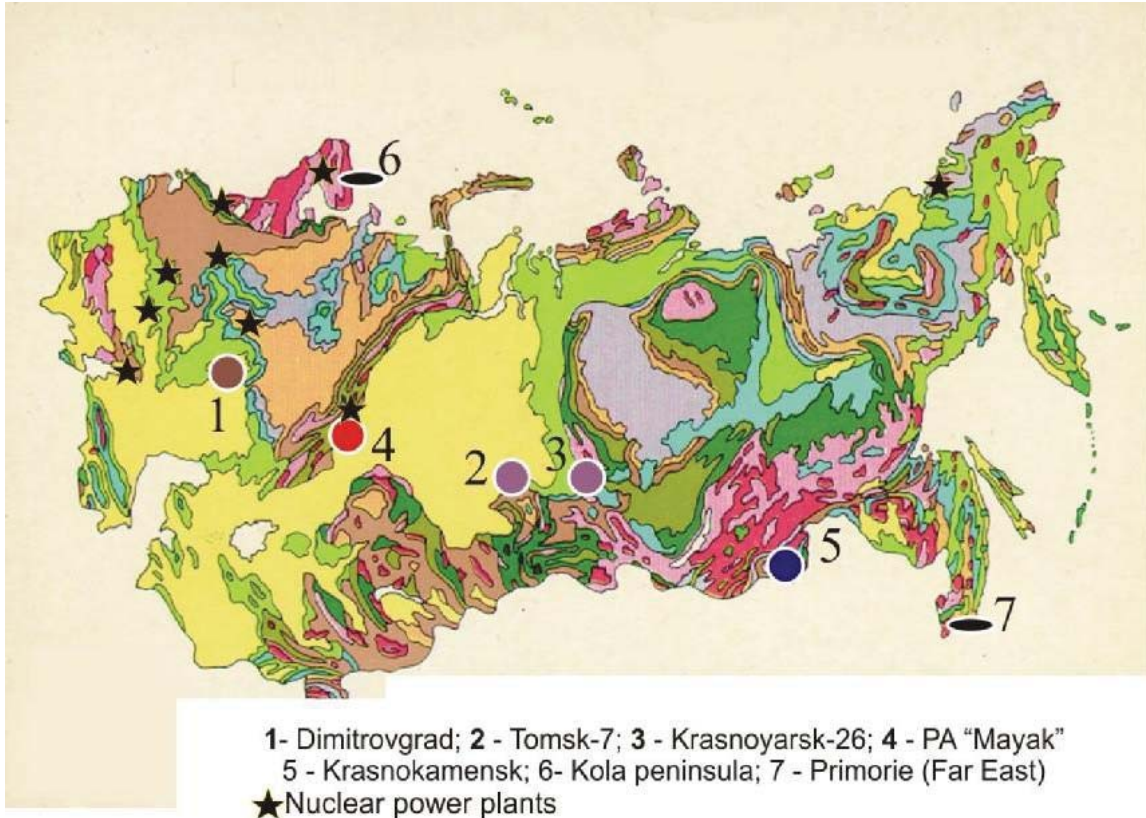 6
1
4
2
3
5
7
1- Dimitrovgrad; 2 - Tomsk-7; 3 - Krasnoyarsk-26; 4 - PA “Mayak”
5 - Krasnokamensk; 6- Kola peninsula; 7 - Primorie (Far East)
★Nuclear power plants